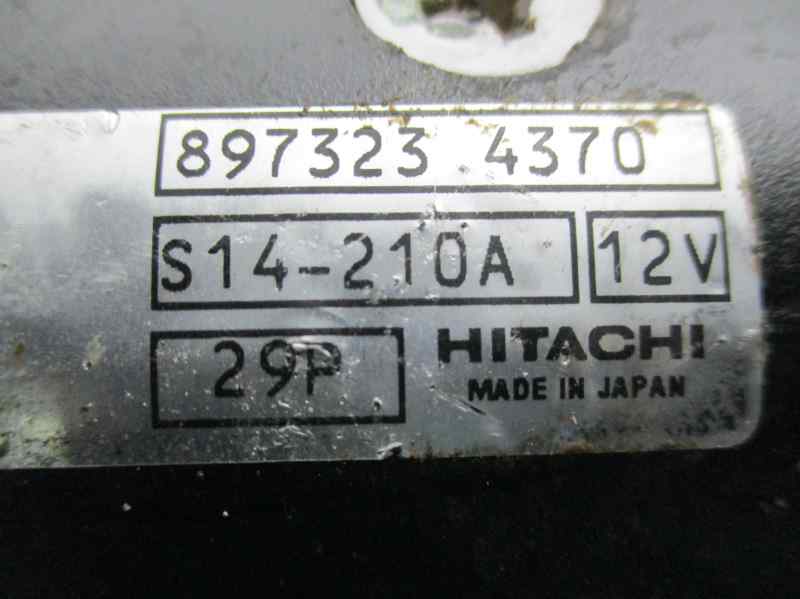 897323 4370
S14-210A 12V
29P HITACHI
MADE IN JAPAN